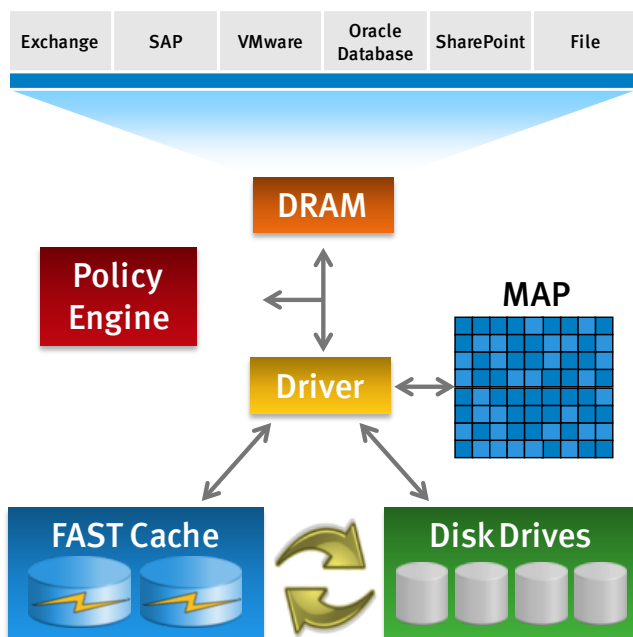 Exchange
SAP
VMware
Oracle
Database
SharePoint
File
DRAM
Policy
Engine
MAP
Driver
FAST Cache
Disk Drives